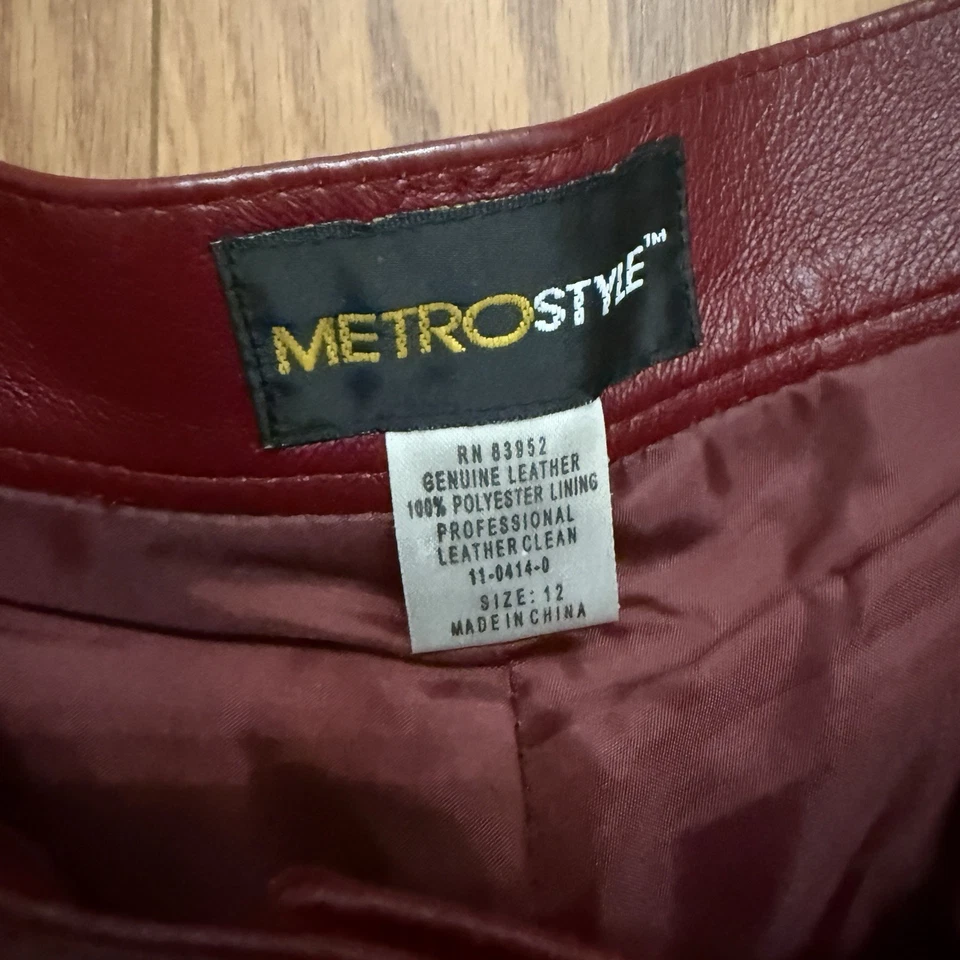 METROSTYLE™
RN 83952
GENUINE LEATHER
100% POLYESTER LINING
PROFESSIONAL
LEATHER CLEAN
11-0414-0
SIZE: 12
MADE IN CHINA